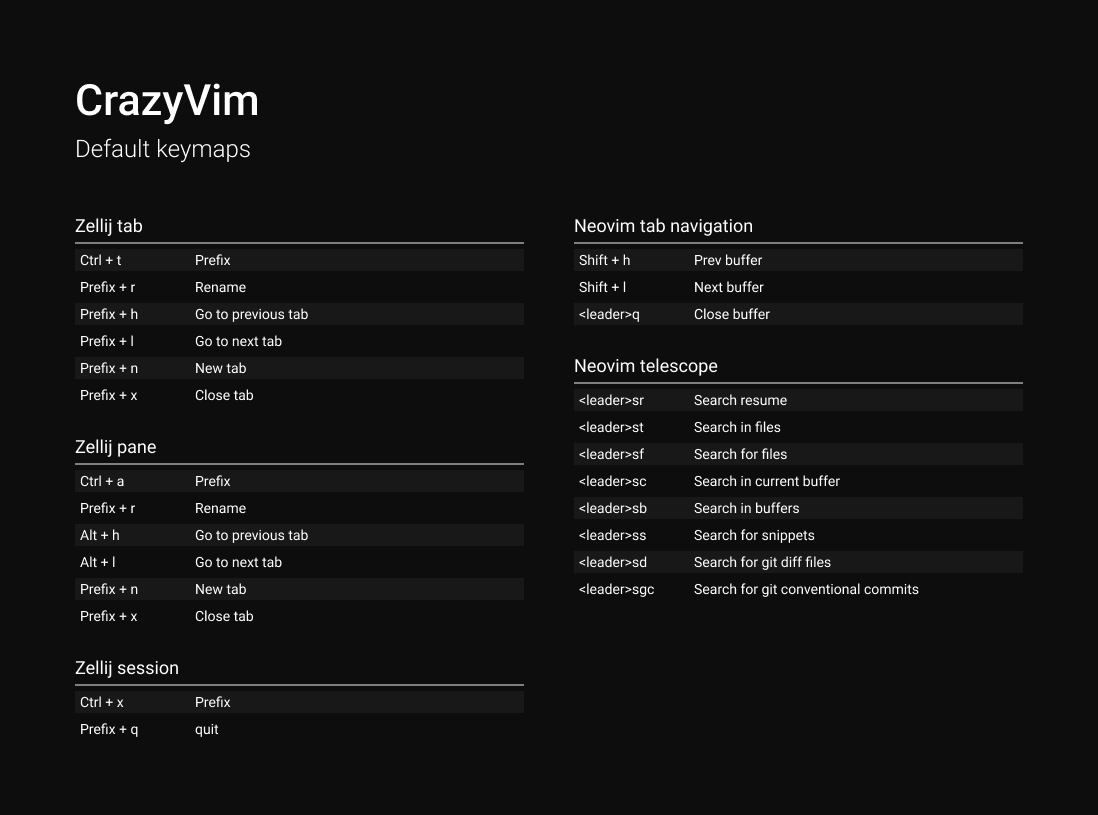 CrazyVim
Default keymaps
Zellij tab
Ctrl + t Prefix
Prefix + r Rename
Prefix + h Go to previous tab
Prefix + l Go to next tab
Prefix + n New tab
Prefix + x Close tab
Zellij pane
Ctrl + a Prefix
Prefix + r Rename
Alt + h Go to previous tab
Alt + l Go to next tab
Prefix + n New tab
Prefix + x Close tab
Zellij session
Ctrl + x Prefix
Prefix + q quit
Neovim tab navigation
Shift + h Prev buffer
Shift + l Next buffer
<leader>q Close buffer
Neovim telescope
<leader>sr Search resume
<leader>st Search in files
<leader>sf Search for files
<leader>sc Search in current buffer
<leader>sb Search in buffers
<leader>ss Search for snippets
<leader>sd Search for git diff files
<leader>sgc Search for git conventional commits